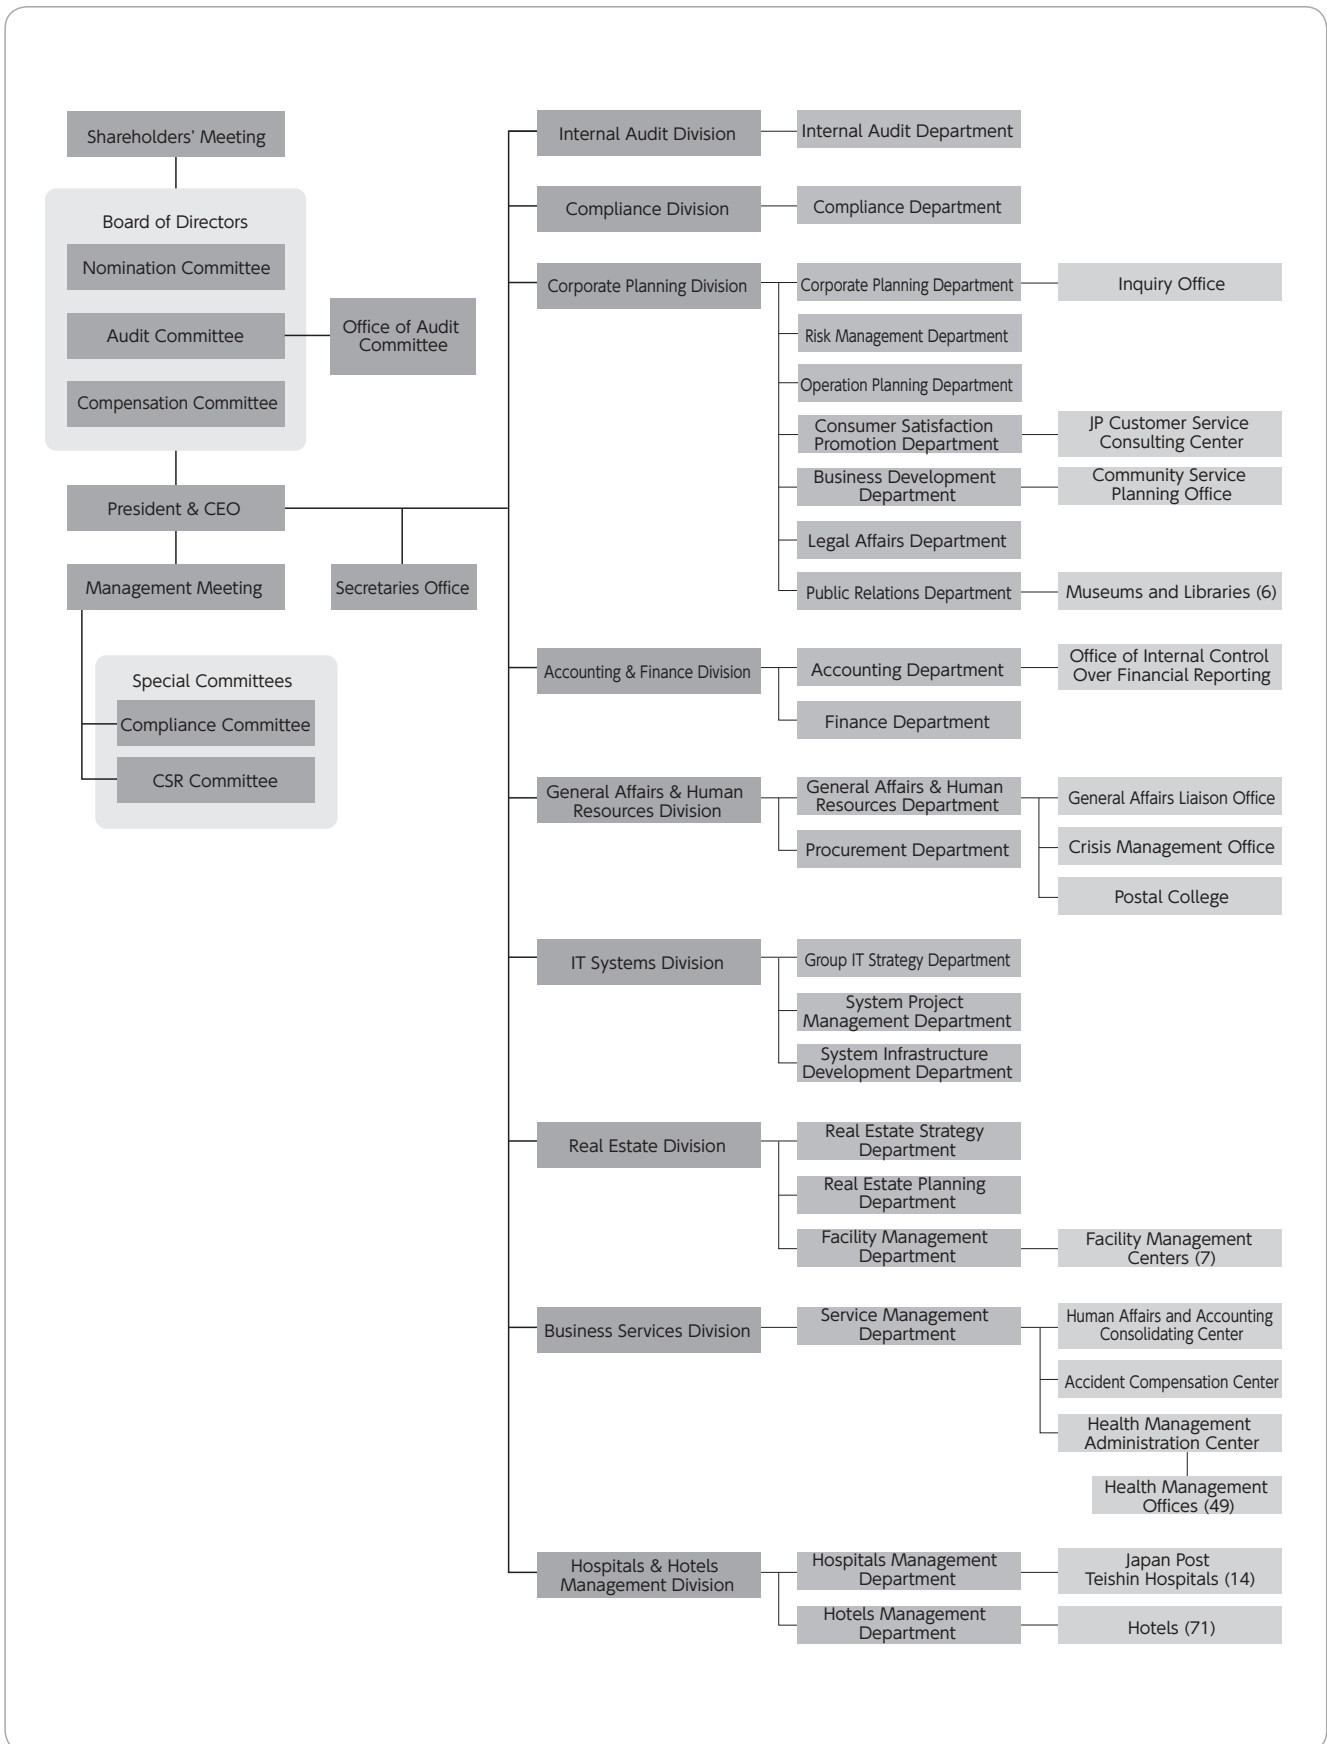 Shareholders' Meeting
Board of Directors
Nomination Committee
Audit Committee
Compensation Committee
Office of Audit
Committee
President & CEO
Management Meeting
Secretaries Office
Special Committees
Compliance Committee
CSR Committee
Internal Audit Division
Internal Audit Department
Compliance Division
Compliance Department
Corporate Planning Division
Corporate Planning Department
Inquiry Office
Risk Management Department
Operation Planning Department
Consumer Satisfaction
Promotion Department
JP Customer Service
Consulting Center
Business Development
Department
Community Service
Planning Office
Legal Affairs Department
Public Relations Department
Museums and Libraries (6)
Accounting & Finance Division
Accounting Department
Office of Internal Control
Over Financial Reporting
Finance Department
General Affairs & Human
Resources Division
General Affairs & Human
Resources Department
General Affairs Liaison Office
Procurement Department
Crisis Management Office
Postal College
IT Systems Division
Group IT Strategy Department
System Project
Management Department
System Infrastructure
Development Department
Real Estate Division
Real Estate Strategy
Department
Real Estate Planning
Department
Facility Management
Department
Facility Management
Centers (7)
Business Services Division
Service Management
Department
Human Affairs and Accounting
Consolidating Center
Accident Compensation Center
Health Management
Administration Center
Health Management
Offices (49)
Hospitals & Hotels
Management Division
Hospitals Management
Department
Japan Post
Teishin Hospitals (14)
Hotels Management
Department
Hotels (71)